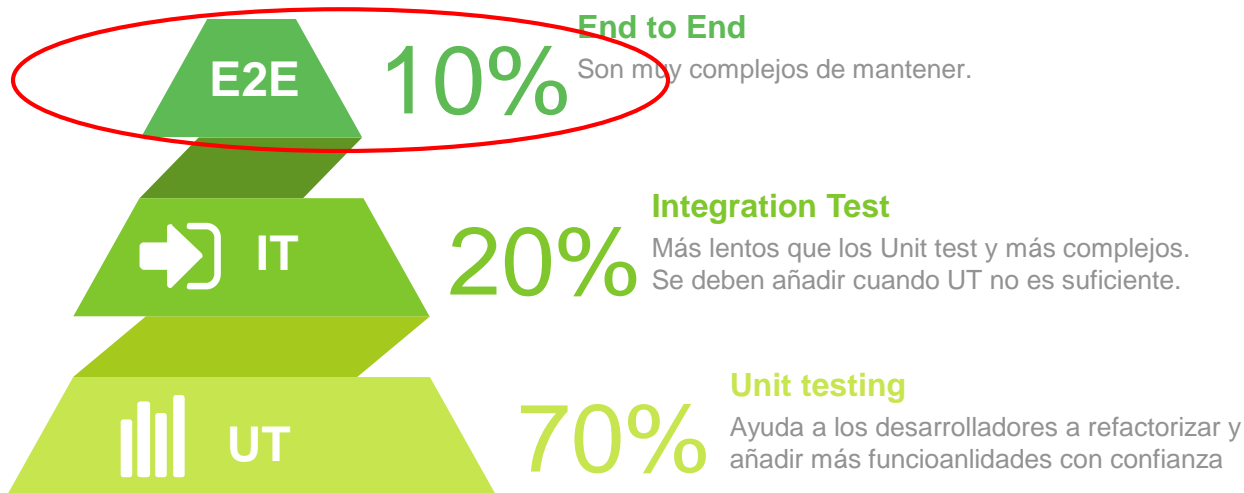 End to End
E2E
10%
Son muy complejos de mantener.
Integration Test
IT
20%
Más lentos que los Unit test y más complejos.
Se deben añadir cuando UT no es suficiente.
Unit testing
UT
70%
Ayuda a los desarrolladores a refactorizar y
añadir más funcioanlidades con confianza